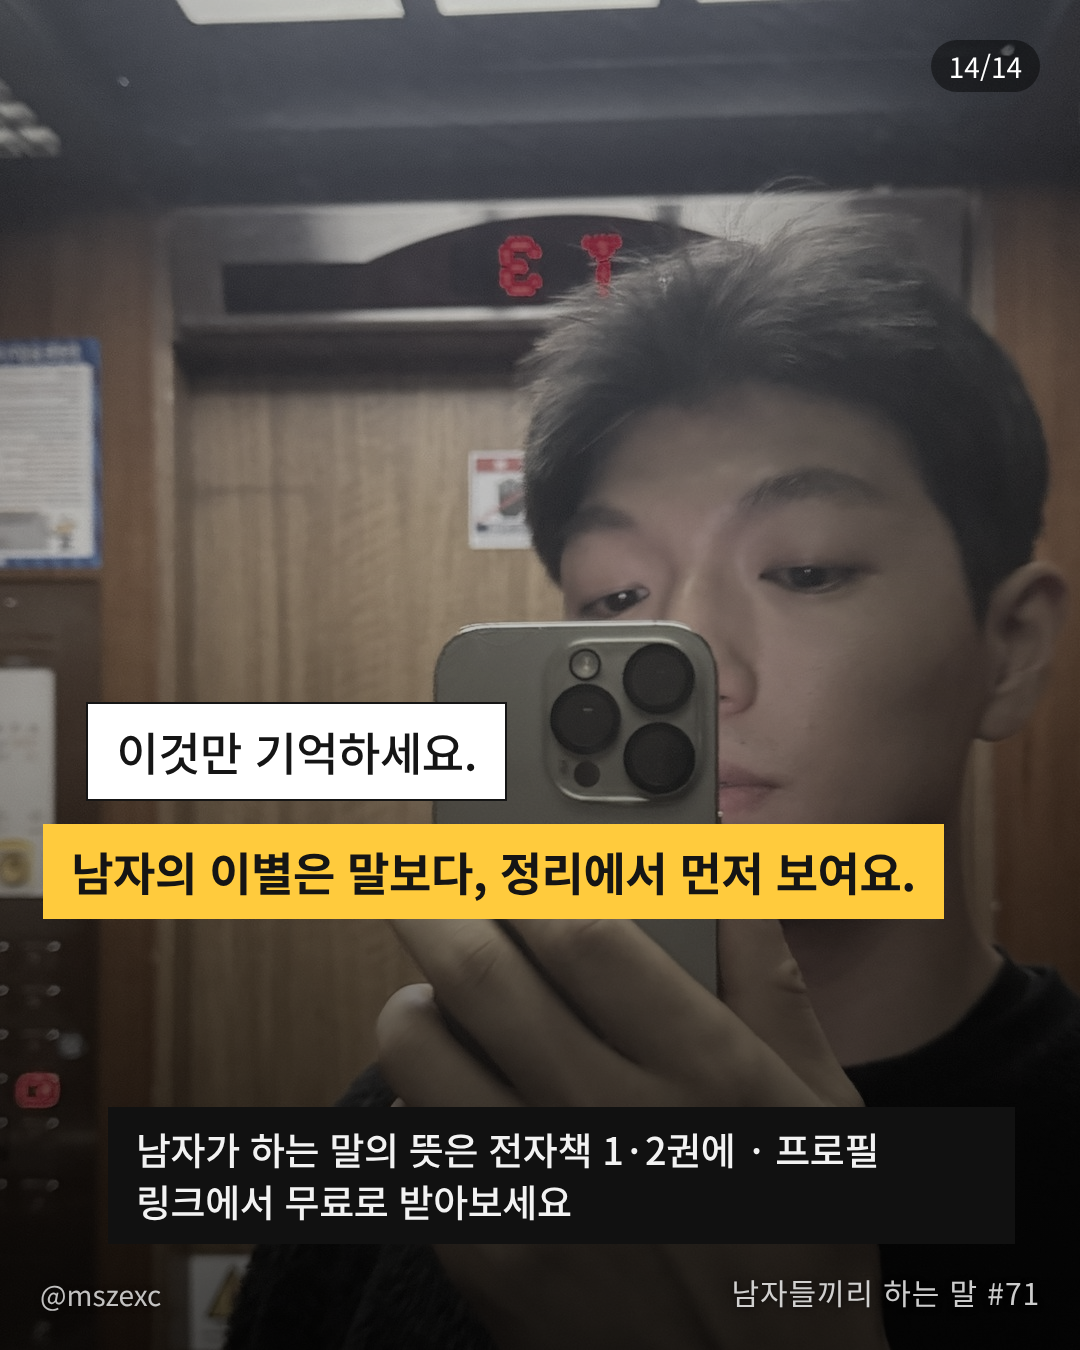 14/14
이것만 기억하세요.
남자의 이별은 말보다, 정리에서 먼저 보여요.
남자가 하는 말의 뜻은 전자책 1·2권에 · 프로필
링크에서 무료로 받아보세요
@mszexc
남자들끼리 하는 말 #71